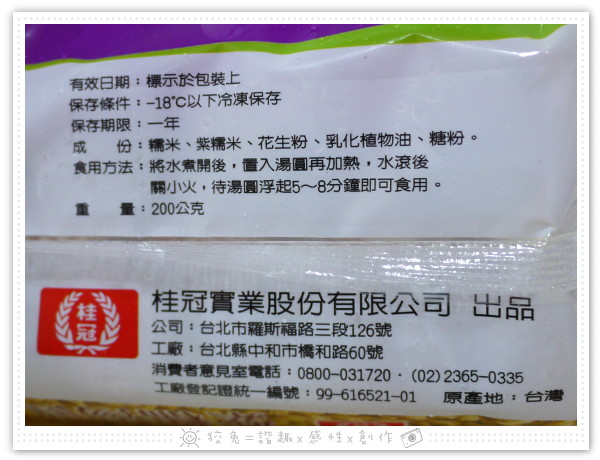 有效日期：標示於包裝上
保存條件：-18℃以下冷凍保存
保存期限：一年
成　　份：糯米、紫糯米、花生粉、乳化植物油、糖粉。
食用方法：將水煮開後，置入湯圓再加熱，水滾後
關小火，待湯圓浮起5～8分鐘即可食用。
重　　量：200公克
桂冠
桂冠實業股份有限公司 出品
公司：台北市羅斯福路三段126號
工廠：台北縣中和市橋和路60號
消費者意見室電話：0800-031720・(02)2365-0335
工廠登記證統一編號：99-616521-01　原產地：台灣
狡兔=諧趣x感性x創作